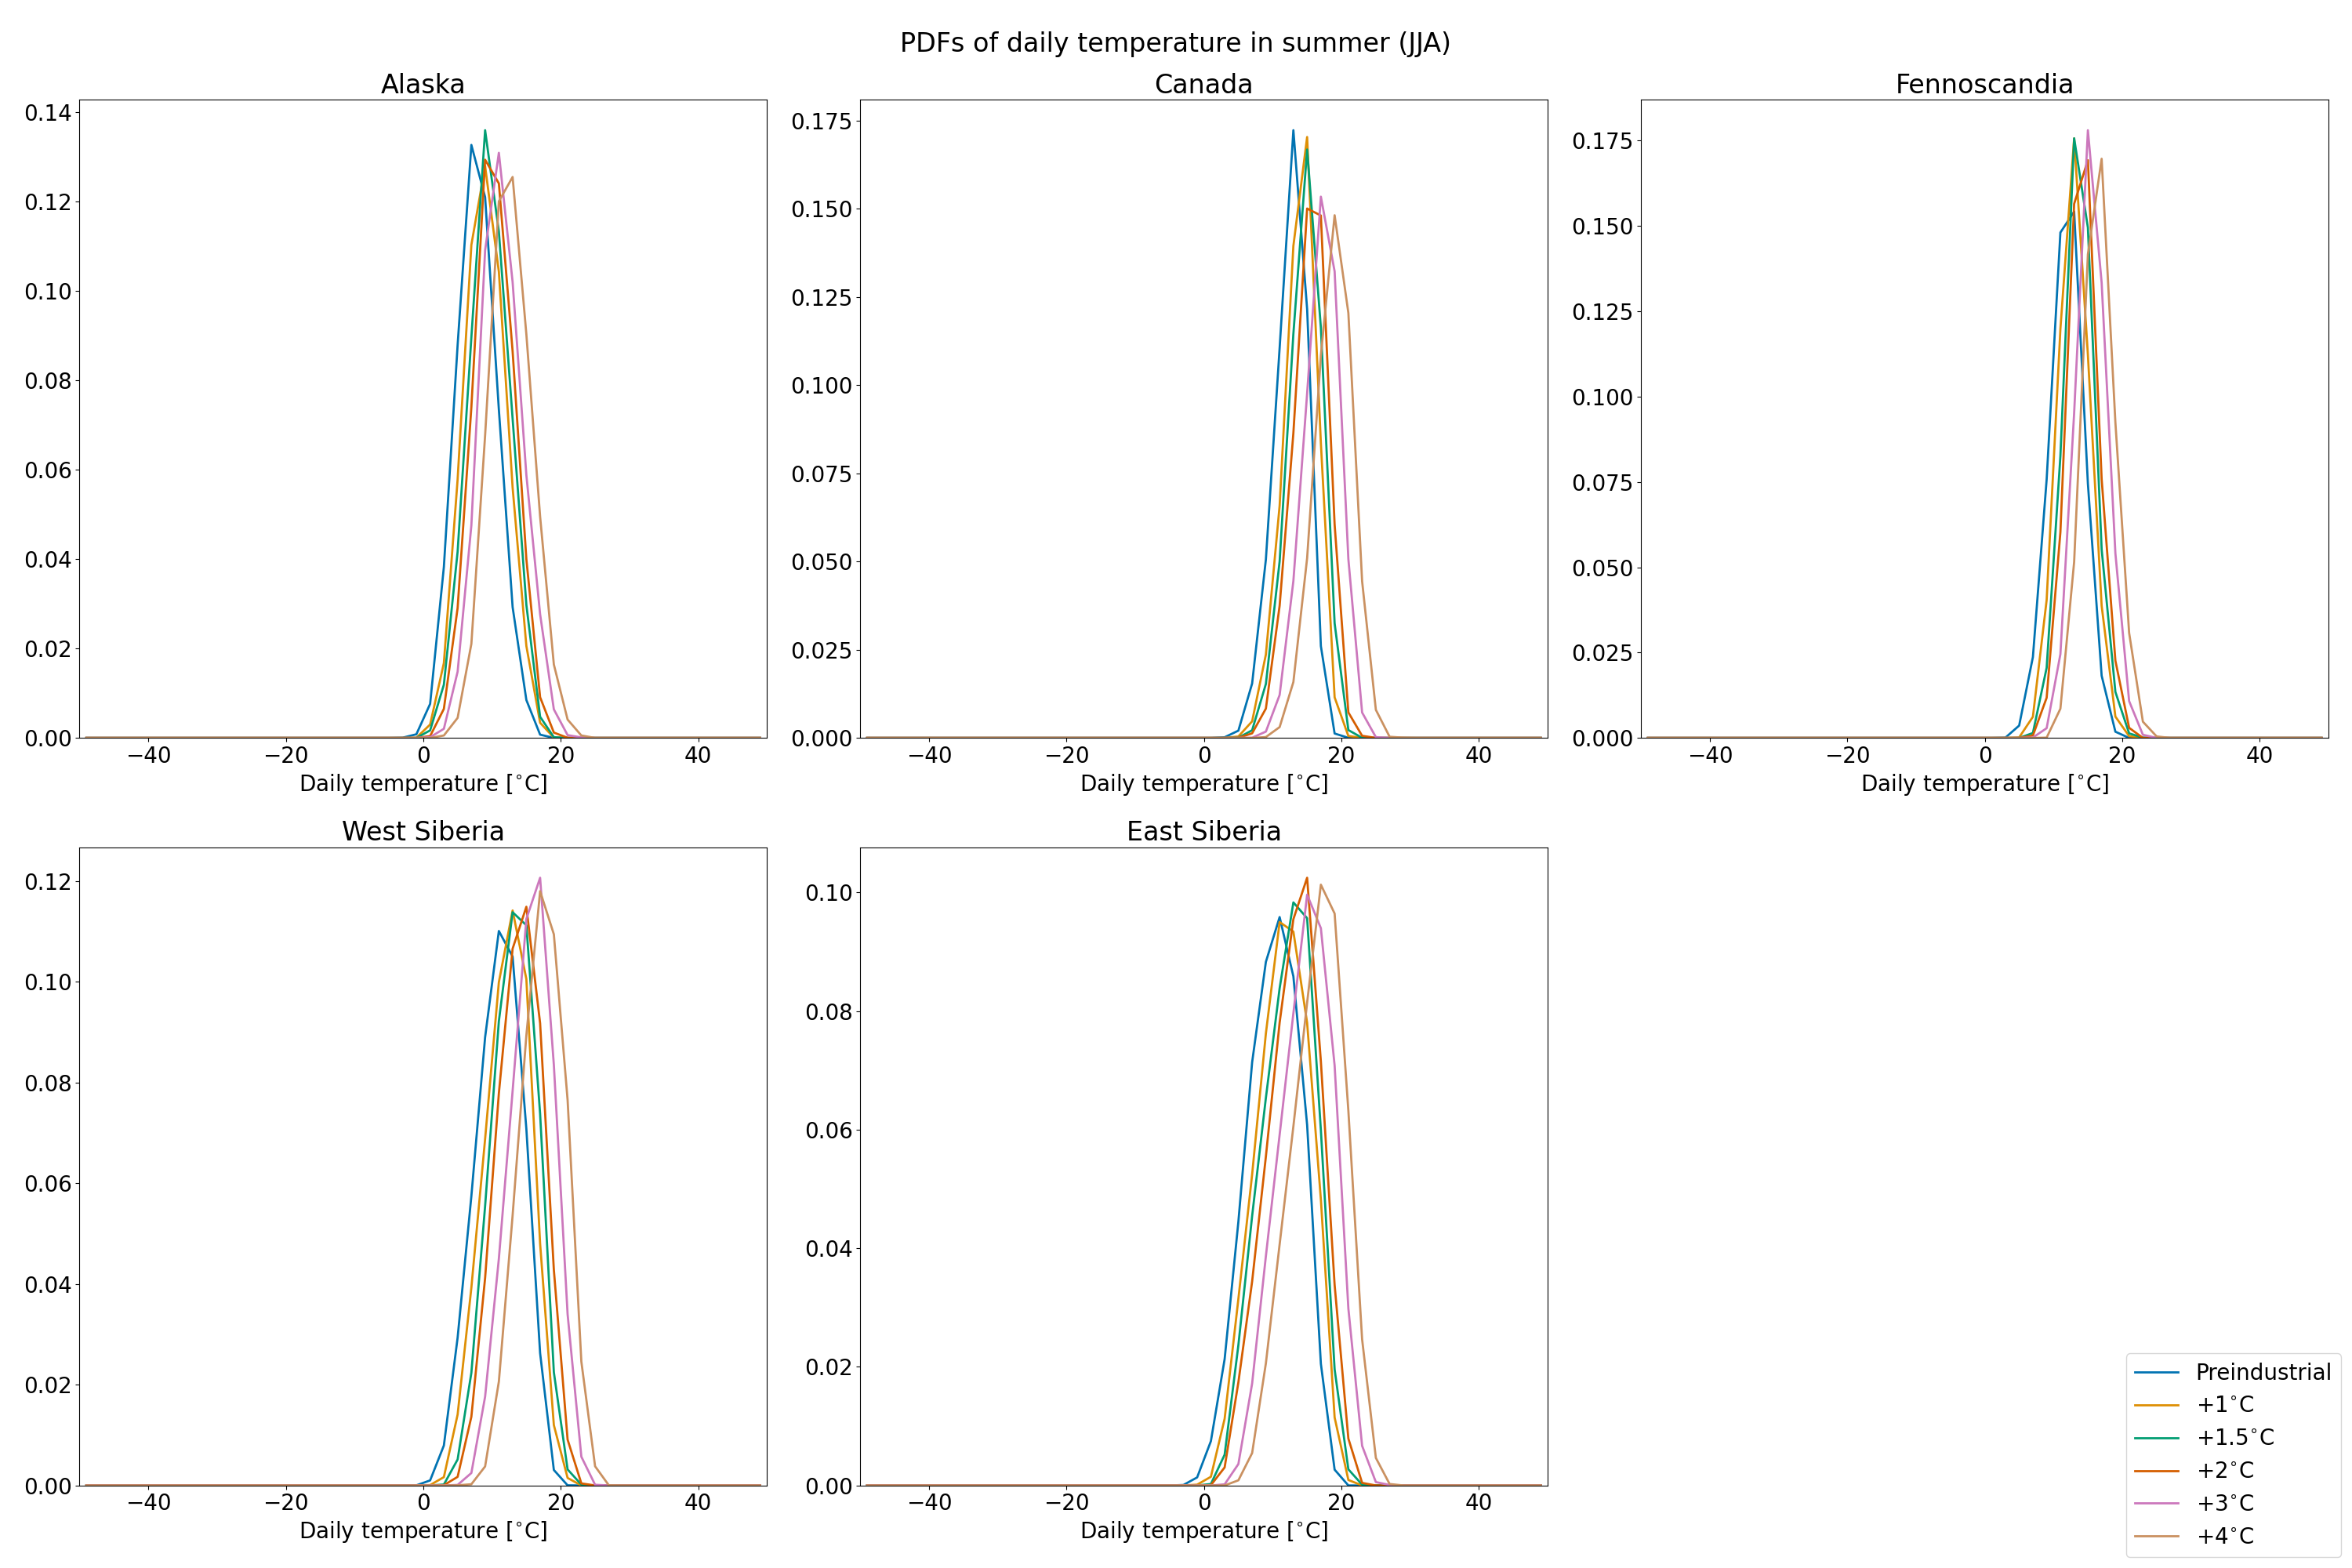 PDFs of daily temperature in summer (JJA)
Alaska
0.14
0.12
0.10
0.08
0.06
0.04
0.02
0.00
−40 −20 0 20 40
Daily temperature [°C]
Canada
0.175
0.150
0.125
0.100
0.075
0.050
0.025
0.000
−40 −20 0 20 40
Daily temperature [°C]
Fennoscandia
0.175
0.150
0.125
0.100
0.075
0.050
0.025
0.000
−40 −20 0 20 40
Daily temperature [°C]
West Siberia
0.12
0.10
0.08
0.06
0.04
0.02
0.00
−40 −20 0 20 40
Daily temperature [°C]
East Siberia
0.10
0.08
0.06
0.04
0.02
0.00
−40 −20 0 20 40
Daily temperature [°C]
Preindustrial
+1°C
+1.5°C
+2°C
+3°C
+4°C